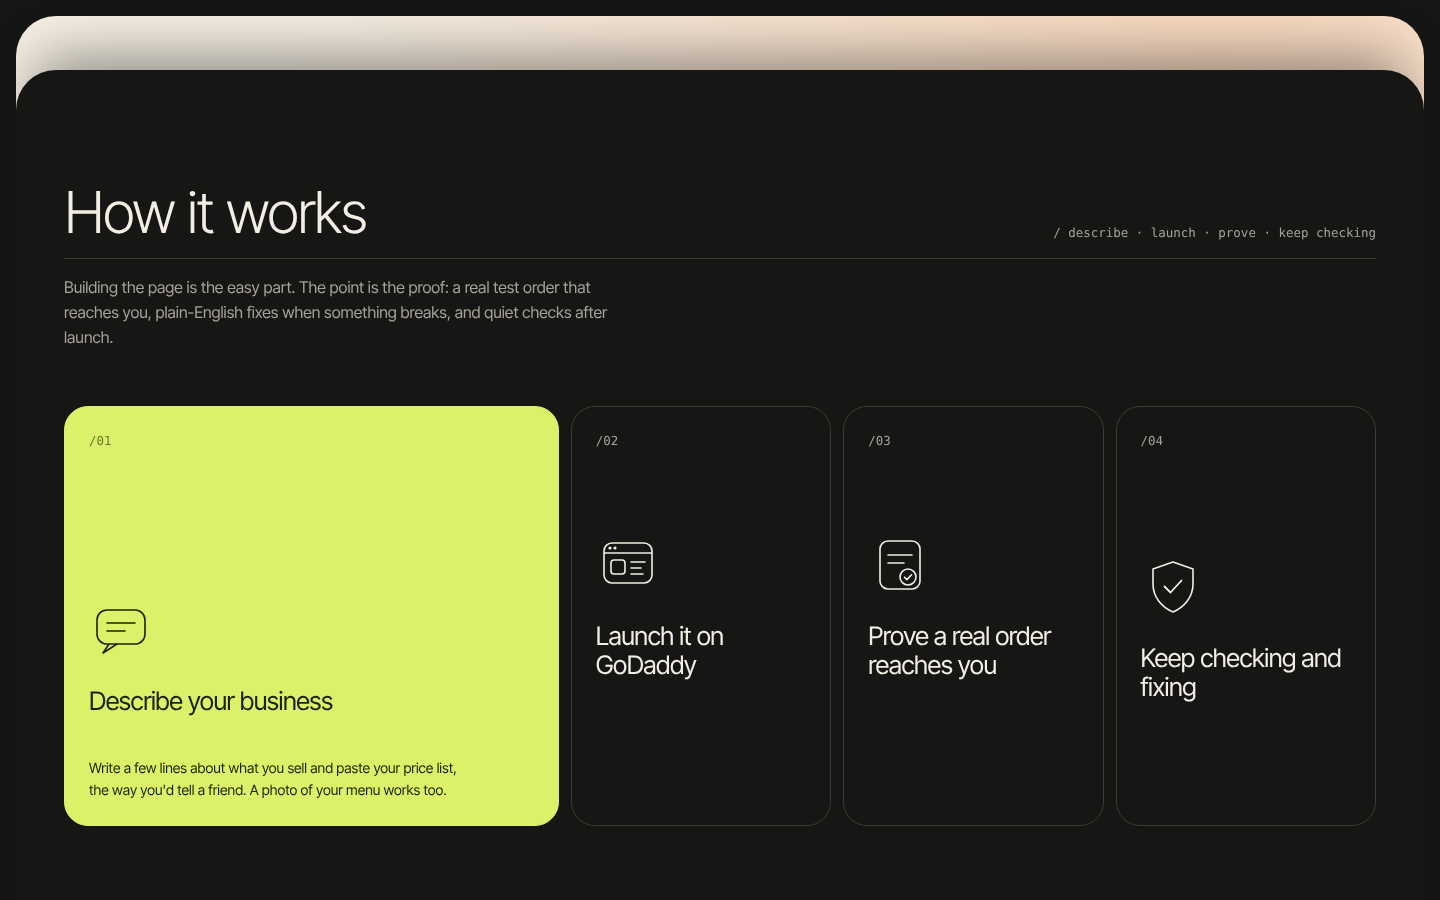 How it works
/ describe · launch · prove · keep checking
Building the page is the easy part. The point is the proof: a real test order that
reaches you, plain-English fixes when something breaks, and quiet checks after
launch.
/01
Describe your business
Write a few lines about what you sell and paste your price list,
the way you'd tell a friend. A photo of your menu works too.
/02
Launch it on
GoDaddy
/03
Prove a real order
reaches you
/04
Keep checking and
fixing